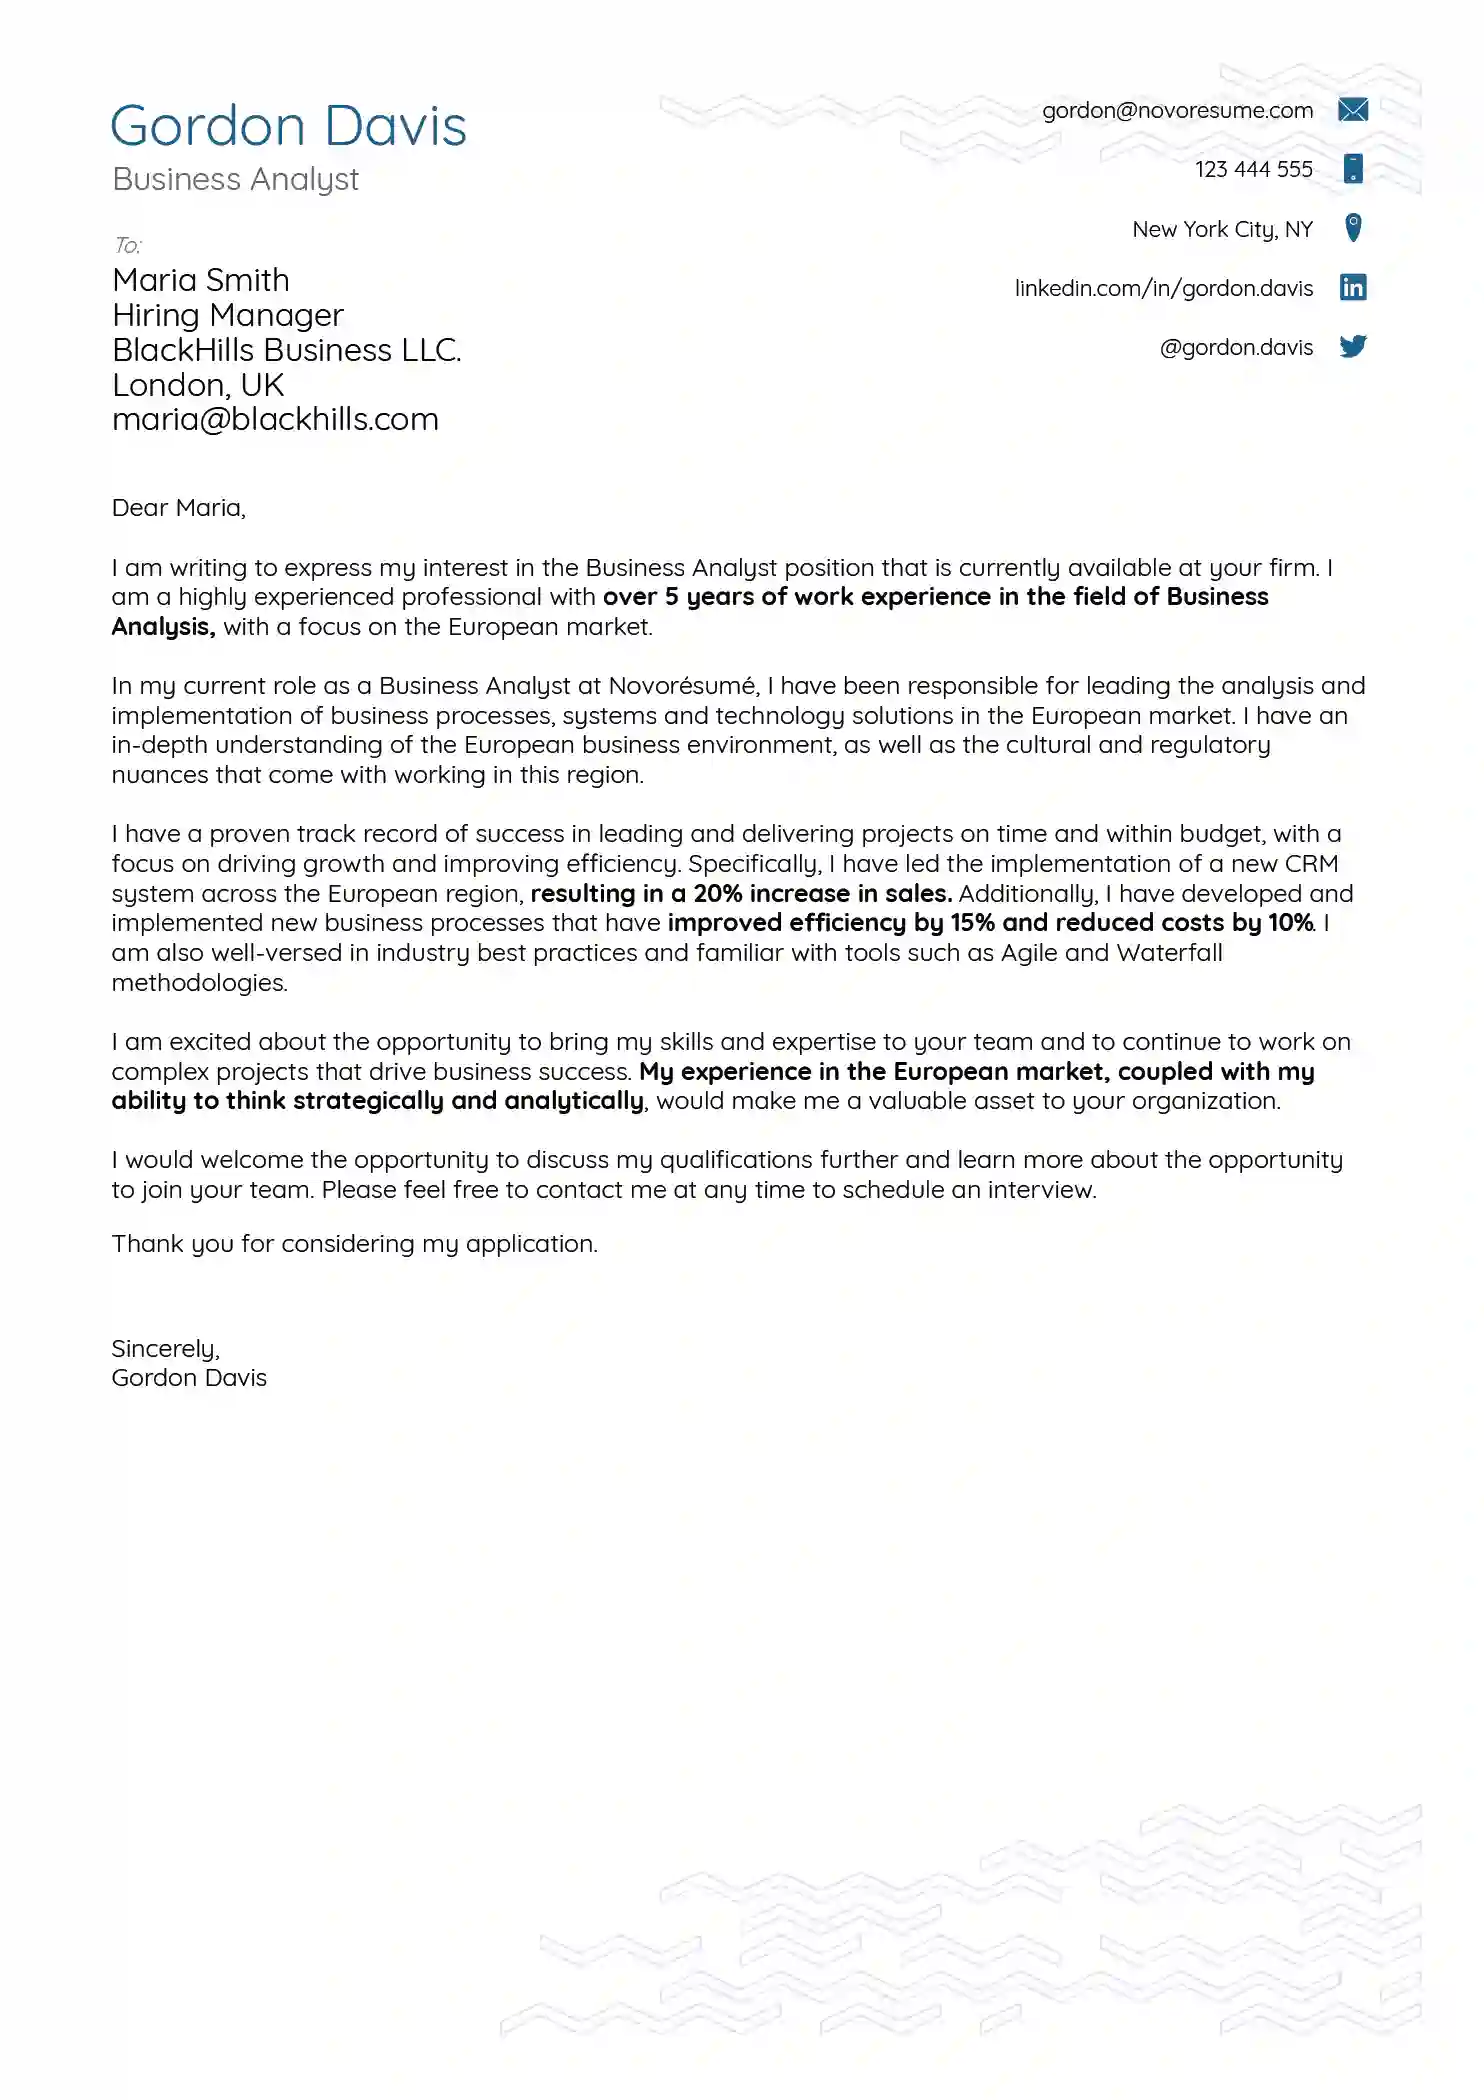 Gordon Davis
Business Analyst
gordon@novoresume.com
123 444 555
New York City, NY
linkedin.com/in/gordon.davis
in
@gordon.davis
To:
Maria Smith
Hiring Manager
BlackHills Business LLC.
London, UK
maria@blackhills.com
Dear Maria,
I am writing to express my interest in the Business Analyst position that is currently available at your firm. I
am a highly experienced professional with over 5 years of work experience in the field of Business
Analysis, with a focus on the European market.
In my current role as a Business Analyst at Novorésumé, I have been responsible for leading the analysis and
implementation of business processes, systems and technology solutions in the European market. I have an
in-depth understanding of the European business environment, as well as the cultural and regulatory
nuances that come with working in this region.
I have a proven track record of success in leading and delivering projects on time and within budget, with a
focus on driving growth and improving efficiency. Specifically, I have led the implementation of a new CRM
system across the European region, resulting in a 20% increase in sales. Additionally, I have developed and
implemented new business processes that have improved efficiency by 15% and reduced costs by 10%. I
am also well-versed in industry best practices and familiar with tools such as Agile and Waterfall
methodologies.
I am excited about the opportunity to bring my skills and expertise to your team and to continue to work on
complex projects that drive business success. My experience in the European market, coupled with my
ability to think strategically and analytically, would make me a valuable asset to your organization.
I would welcome the opportunity to discuss my qualifications further and learn more about the opportunity
to join your team. Please feel free to contact me at any time to schedule an interview.
Thank you for considering my application.
Sincerely,
Gordon Davis